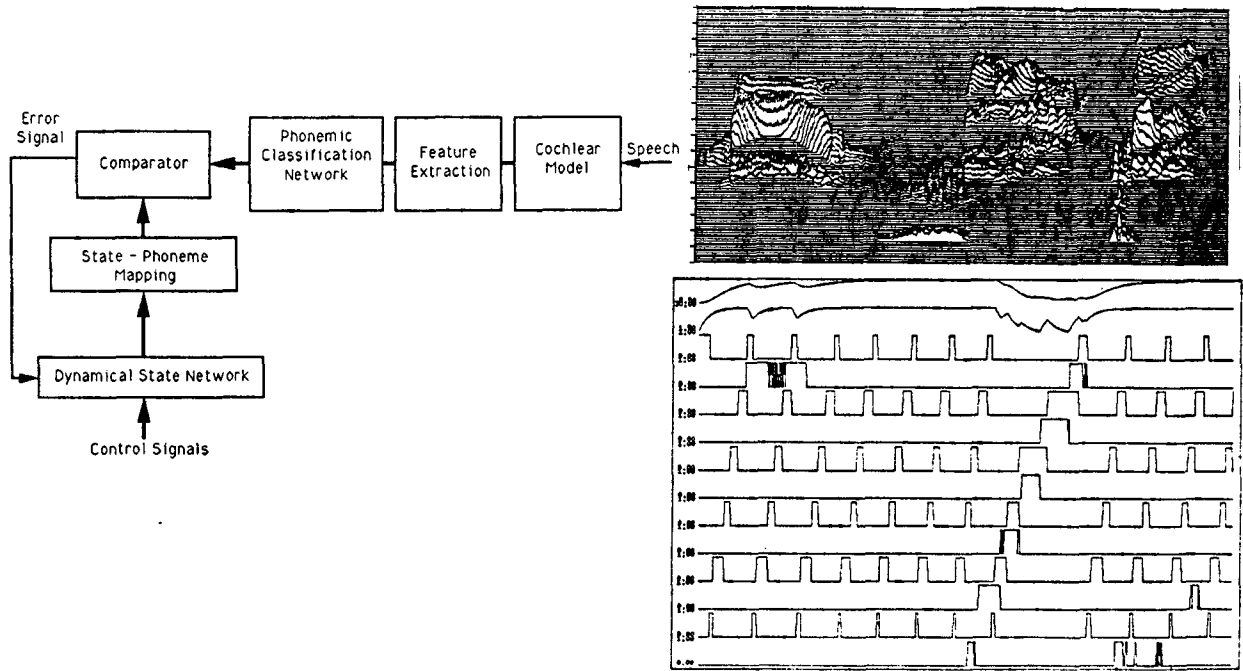 Error
Signal
Comparator
Phonemic
Classification
Network
Feature
Extraction
Cochlear
Model
Speech
State - Phoneme
Mapping
Dynamical State Network
Control Signals